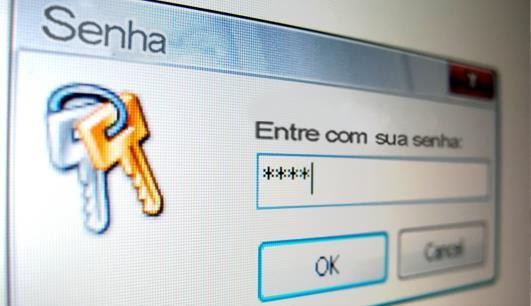 Senha
Entre com sua senha:
****
OK
Cancel